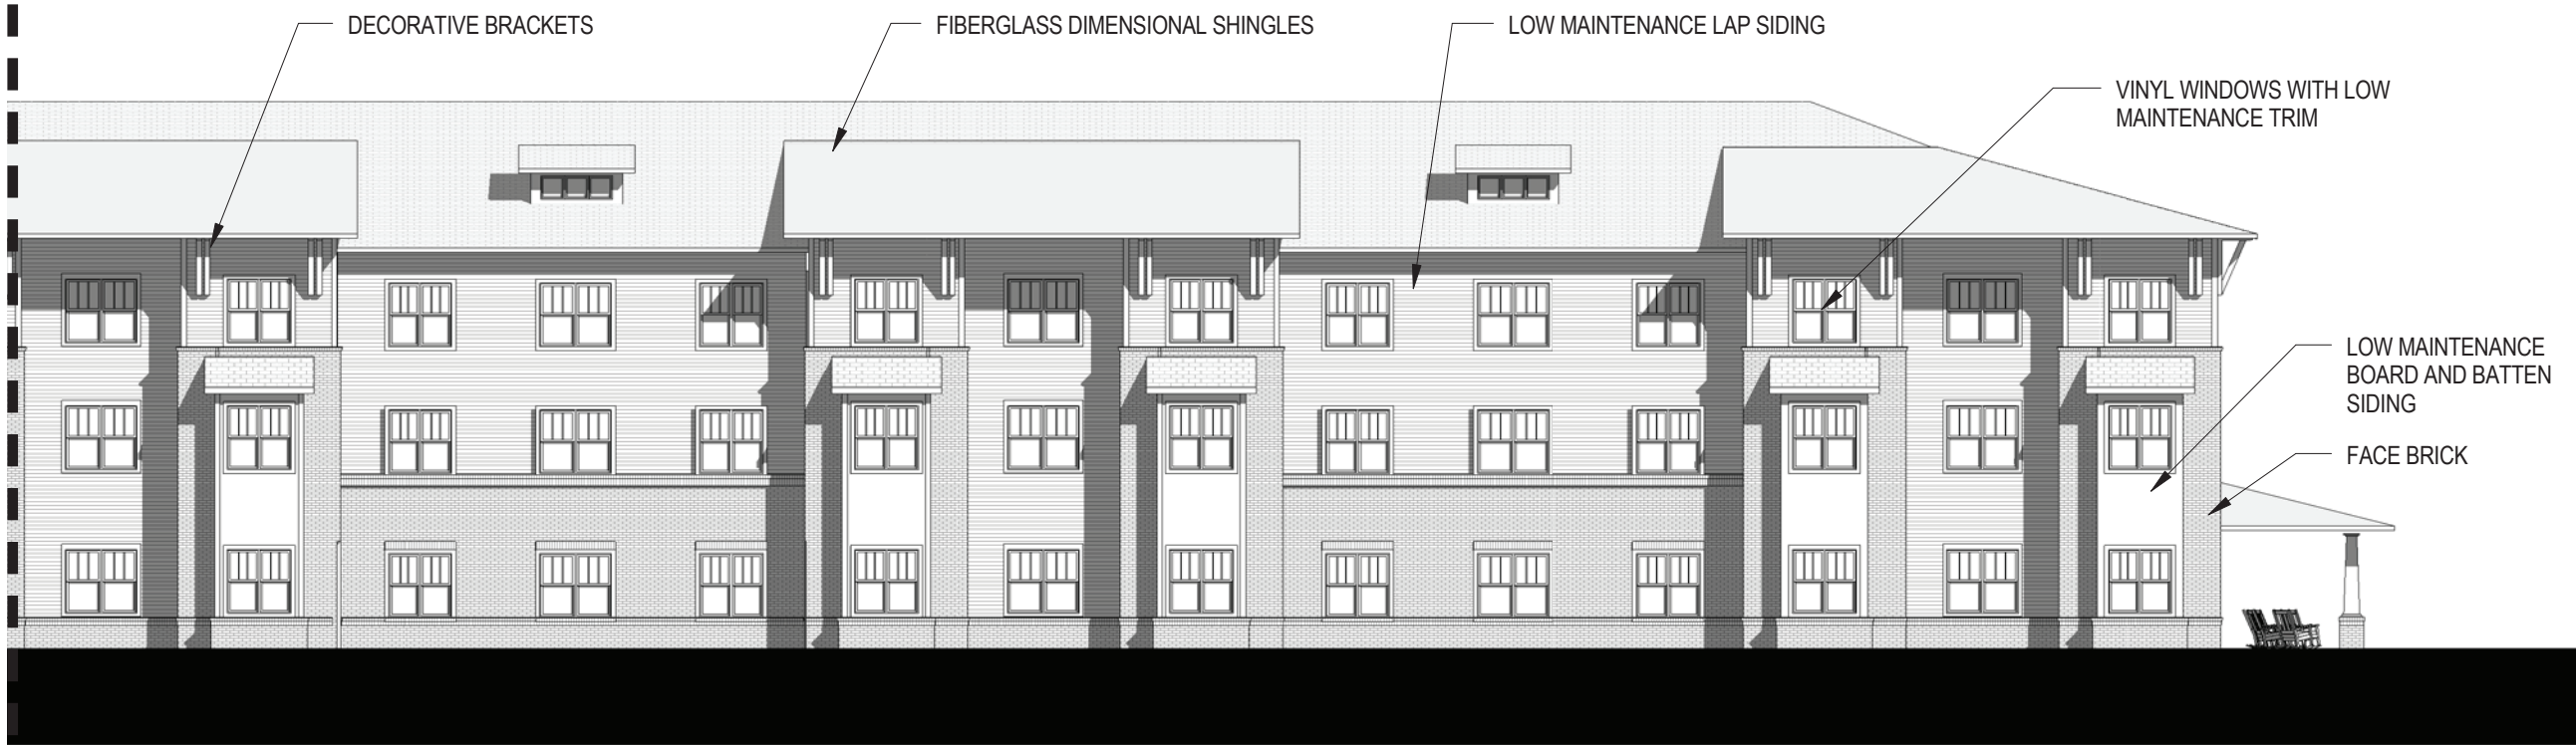 DECORATIVE BRACKETS
FIBERGLASS DIMENSIONAL SHINGLES
LOW MAINTENANCE LAP SIDING
VINYL WINDOWS WITH LOW
MAINTENANCE TRIM
LOW MAINTENANCE
BOARD AND BATTEN
SIDING
FACE BRICK